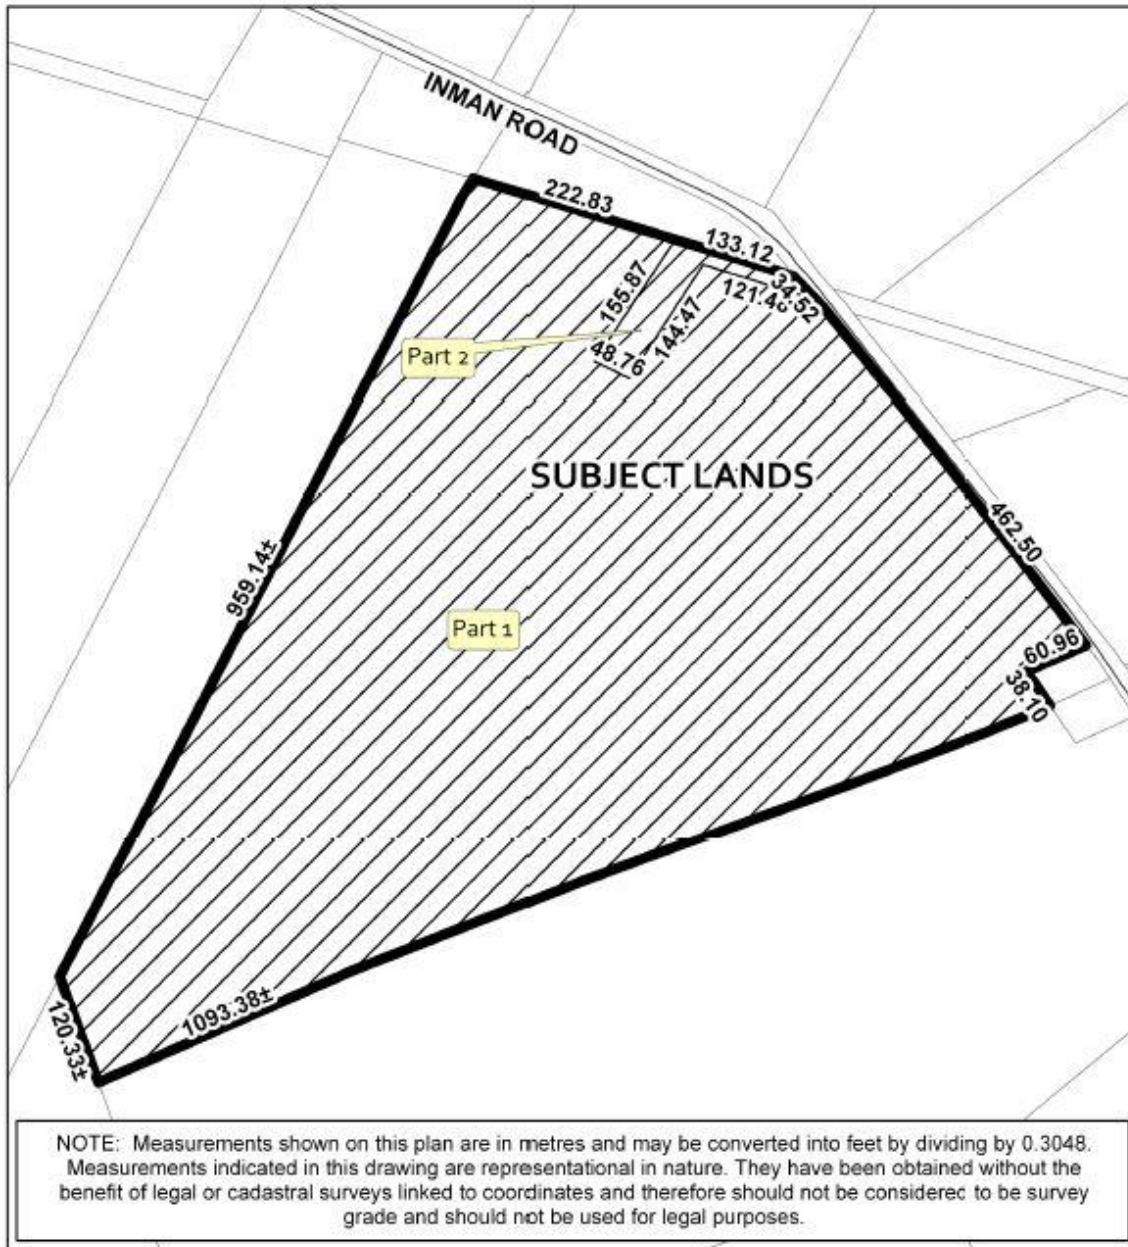 INMAN ROAD
222.83
133.12
34.52
121.48
155.87
144.47
48.76
Part 2
SUBJECT LANDS
462.50
959.14±
Part 1
60.96
38.10
1093.38±
120.33±
NOTE: Measurements shown on this plan are in metres and may be converted into feet by dividing by 0.3048.
Measurements indicated in this drawing are representational in nature. They have been obtained without the
benefit of legal or cadastral surveys linked to coordinates and therefore should not be considered to be survey
grade and should not be used for legal purposes.